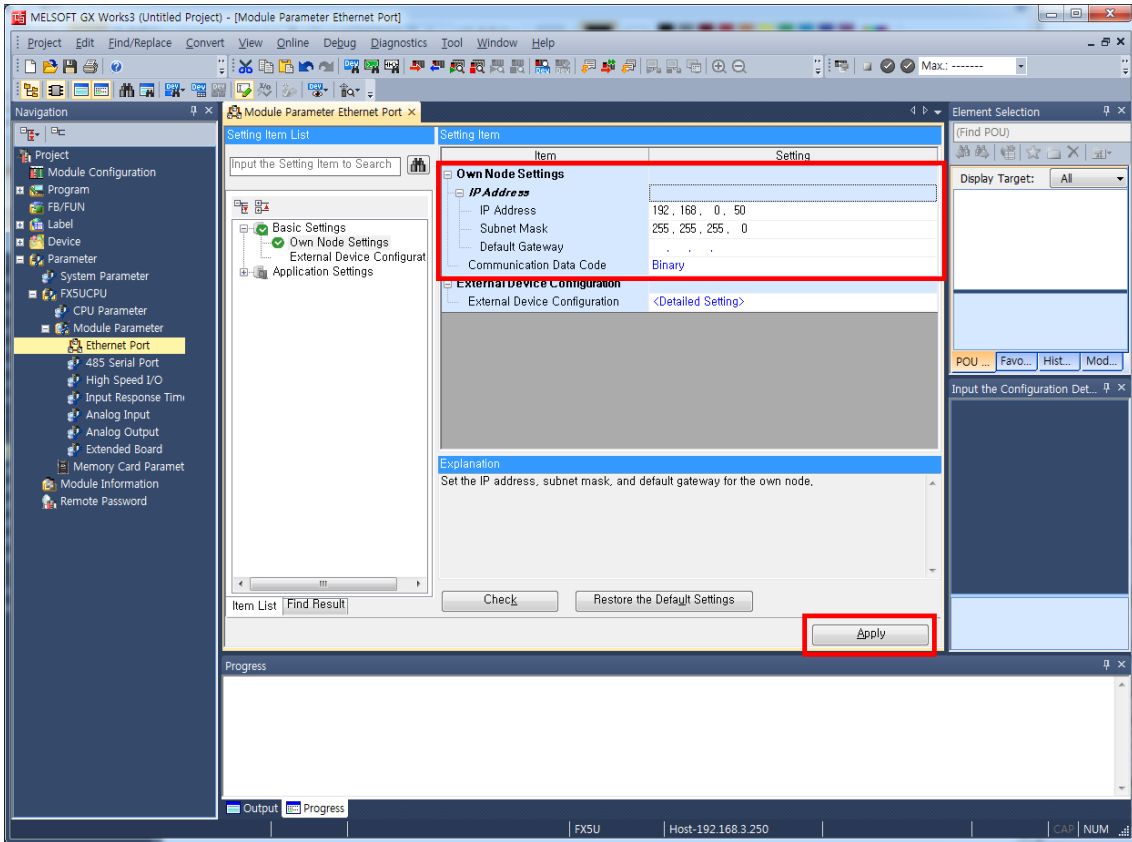 MELSOFT GX Works3 (Untitled Project) - [Module Parameter Ethernet Port]
Project Edit Find/Replace Convert View Online Debug Diagnostics Tool Window Help
Max.: -------
Navigation
Project
Module Configuration
Program
FB/FUN
Label
Device
Parameter
System Parameter
FX5UCPU
CPU Parameter
Module Parameter
Ethernet Port
485 Serial Port
High Speed I/O
Input Response Time
Analog Input
Analog Output
Extended Board
Memory Card Paramet
Module Information
Remote Password
Module Parameter Ethernet Port
Setting Item List
Input the Setting Item to Search
Basic Settings
Own Node Settings
External Device Configurat
Application Settings
Item List Find Result
Setting Item
Item Setting
Own Node Settings
IP Address
IP Address 192 . 168 . 0 . 50
Subnet Mask 255 . 255 . 255 . 0
Default Gateway . . .
Communication Data Code Binary
External Device Configuration
External Device Configuration <Detailed Setting>
Explanation
Set the IP address, subnet mask, and default gateway for the own node.
Check Restore the Default Settings
Apply
Element Selection
(Find POU)
Display Target: All
POU ... Favo... Hist... Mod...
Input the Configuration Det...
Progress
Output Progress
FX5U Host-192.168.3.250 CAP NUM